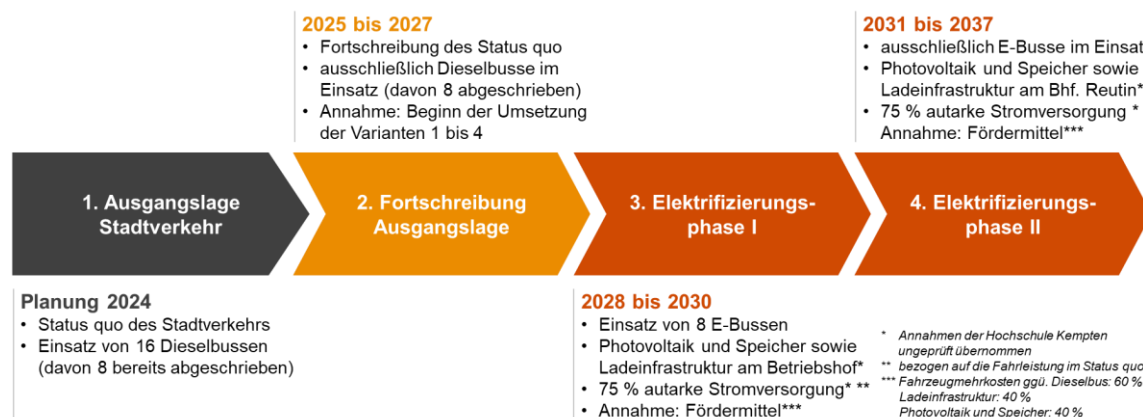 2025 bis 2027
• Fortschreibung des Status quo
• ausschließlich Dieselbusse im
Einsatz (davon 8 abgeschrieben)
• Annahme: Beginn der Umsetzung
der Varianten 1 bis 4
2031 bis 2037
• ausschließlich E-Busse im Einsat
• Photovoltaik und Speicher sowie
Ladeinfrastruktur am Bhf. Reutin*
• 75 % autarke Stromversorgung *
Annahme: Fördermittel***
1. Ausgangslage
Stadtverkehr
2. Fortschreibung
Ausgangslage
3. Elektrifizierungs-
phase I
4. Elektrifizierungs-
phase II
Planung 2024
• Status quo des Stadtverkehrs
• Einsatz von 16 Dieselbussen
(davon 8 bereits abgeschrieben)
2028 bis 2030
• Einsatz von 8 E-Bussen
• Photovoltaik und Speicher sowie
Ladeinfrastruktur am Betriebshof*
• 75 % autarke Stromversorgung* **
• Annahme: Fördermittel***
* Annahmen der Hochschule Kempten
ungeprüft übernommen
** bezogen auf die Fahrleistung im Status quo
*** Fahrzeugmehrkosten ggü. Dieselbus: 60 %
Ladeinfrastruktur: 40 %
Photovoltaik und Speicher: 40 %